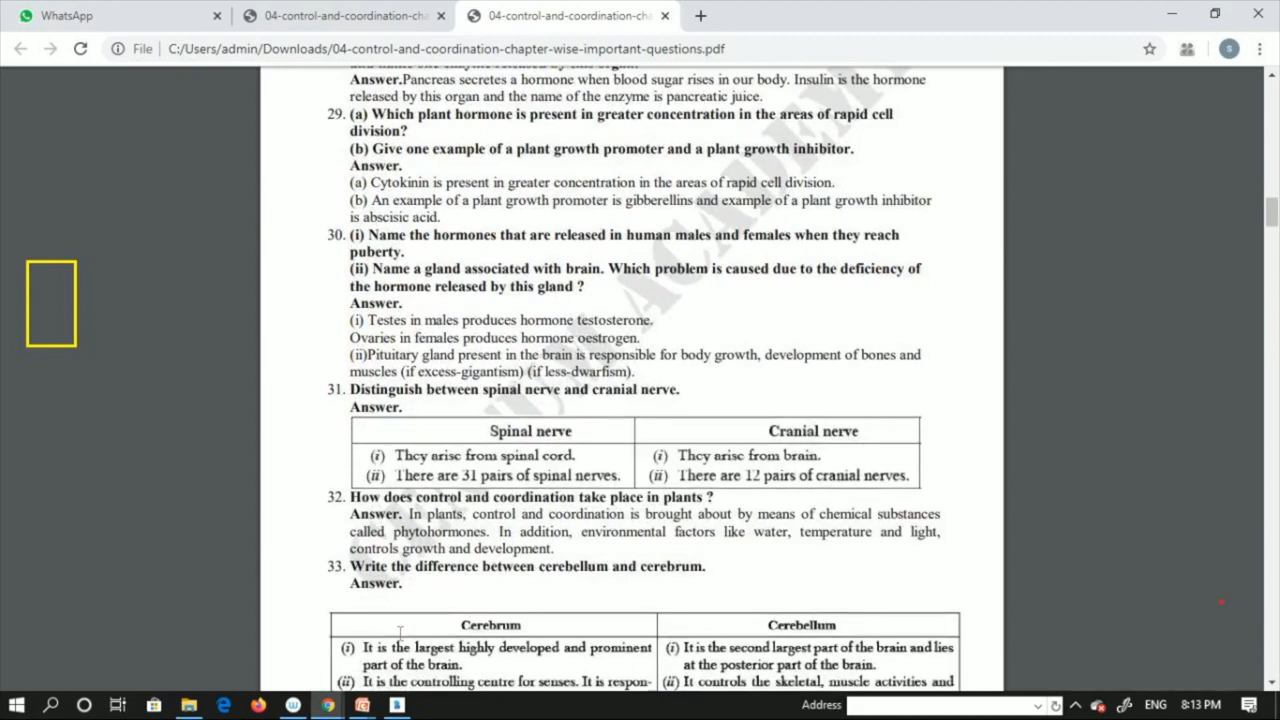 WhatsApp
04-control-and-coordination-cha
04-control-and-coordination-cha
File C:/Users/admin/Downloads/04-control-and-coordination-chapter-wise-important-questions.pdf
S
Answer.Pancreas secretes a hormone when blood sugar rises in our body. Insulin is the hormone
released by this organ and the name of the enzyme is pancreatic juice.
29. (a) Which plant hormone is present in greater concentration in the areas of rapid cell
division?
(b) Give one example of a plant growth promoter and a plant growth inhibitor.
Answer.
(a) Cytokinin is present in greater concentration in the areas of rapid cell division.
(b) An example of a plant growth promoter is gibberellins and example of a plant growth inhibitor
is abscisic acid.
30. (i) Name the hormones that are released in human males and females when they reach
puberty.
(ii) Name a gland associated with brain. Which problem is caused due to the deficiency of
the hormone released by this gland ?
Answer.
(i) Testes in males produces hormone testosterone.
Ovaries in females produces hormone oestrogen.
(ii)Pituitary gland present in the brain is responsible for body growth, development of bones and
muscles (if excess-gigantism) (if less-dwarfism).
31. Distinguish between spinal nerve and cranial nerve.
Answer.
Spinal nerve Cranial nerve
(i) They arise from spinal cord. (i) They arise from brain.
(ii) There are 31 pairs of spinal nerves. (ii) There are 12 pairs of cranial nerves.
32. How does control and coordination take place in plants ?
Answer. In plants, control and coordination is brought about by means of chemical substances
called phytohormones. In addition, environmental factors like water, temperature and light,
controls growth and development.
33. Write the difference between cerebellum and cerebrum.
Answer.
Cerebrum Cerebellum
(i) It is the largest highly developed and prominent (i) It is the second largest part of the brain and lies
part of the brain. at the posterior part of the brain.
(ii) It is the controlling centre for senses. It is respon- (ii) It controls the skeletal, muscle activities and
Address ENG 8:13 PM